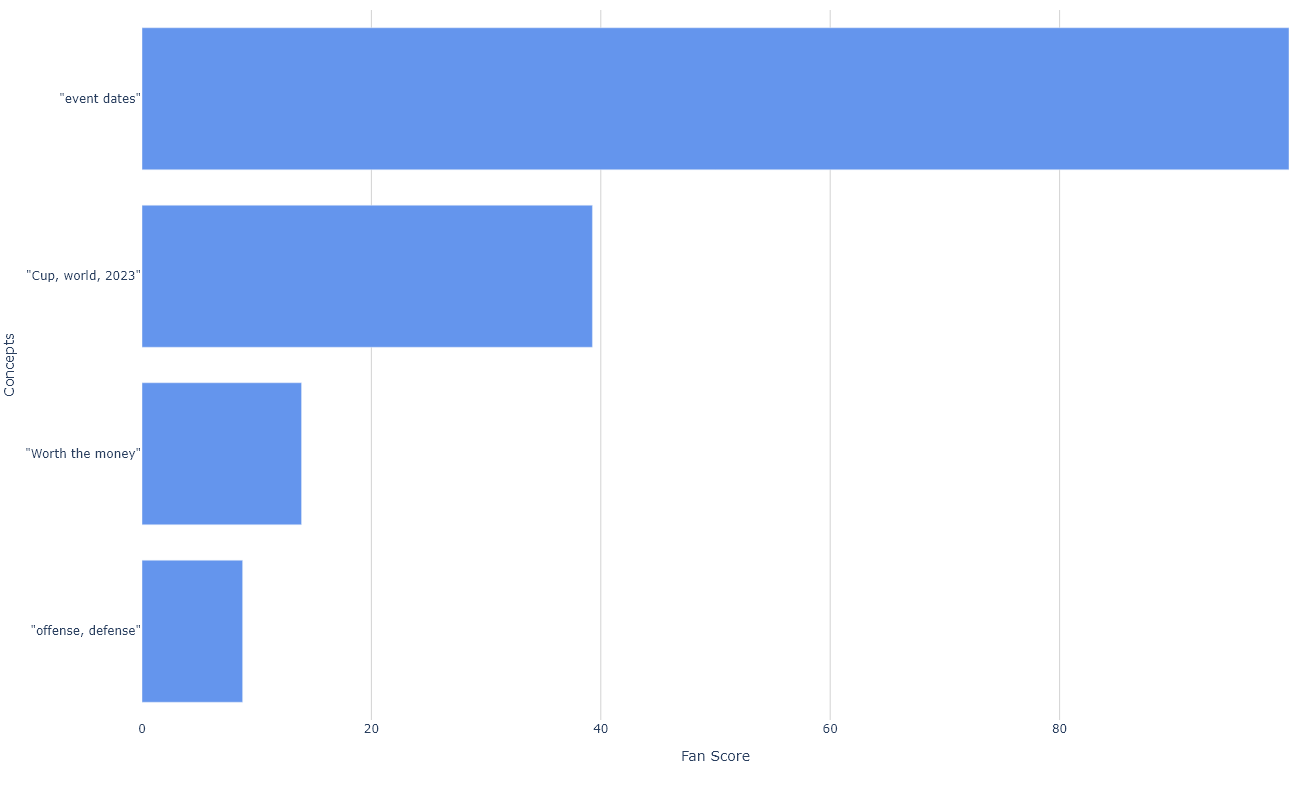 "event dates"
"Cup, world, 2023"
"Worth the money"
"offense, defense"
Concepts
0 20 40 60 80
Fan Score